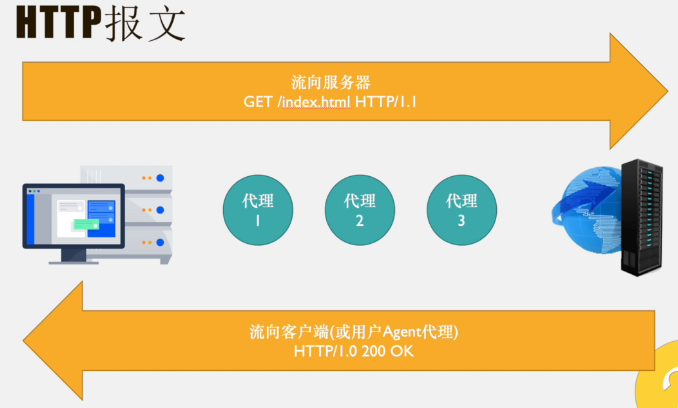 HTTP报文
流向服务器
GET /index.html HTTP/1.1
代理
1
代理
2
代理
3
流向客户端(或用户Agent代理)
HTTP/1.0 200 OK